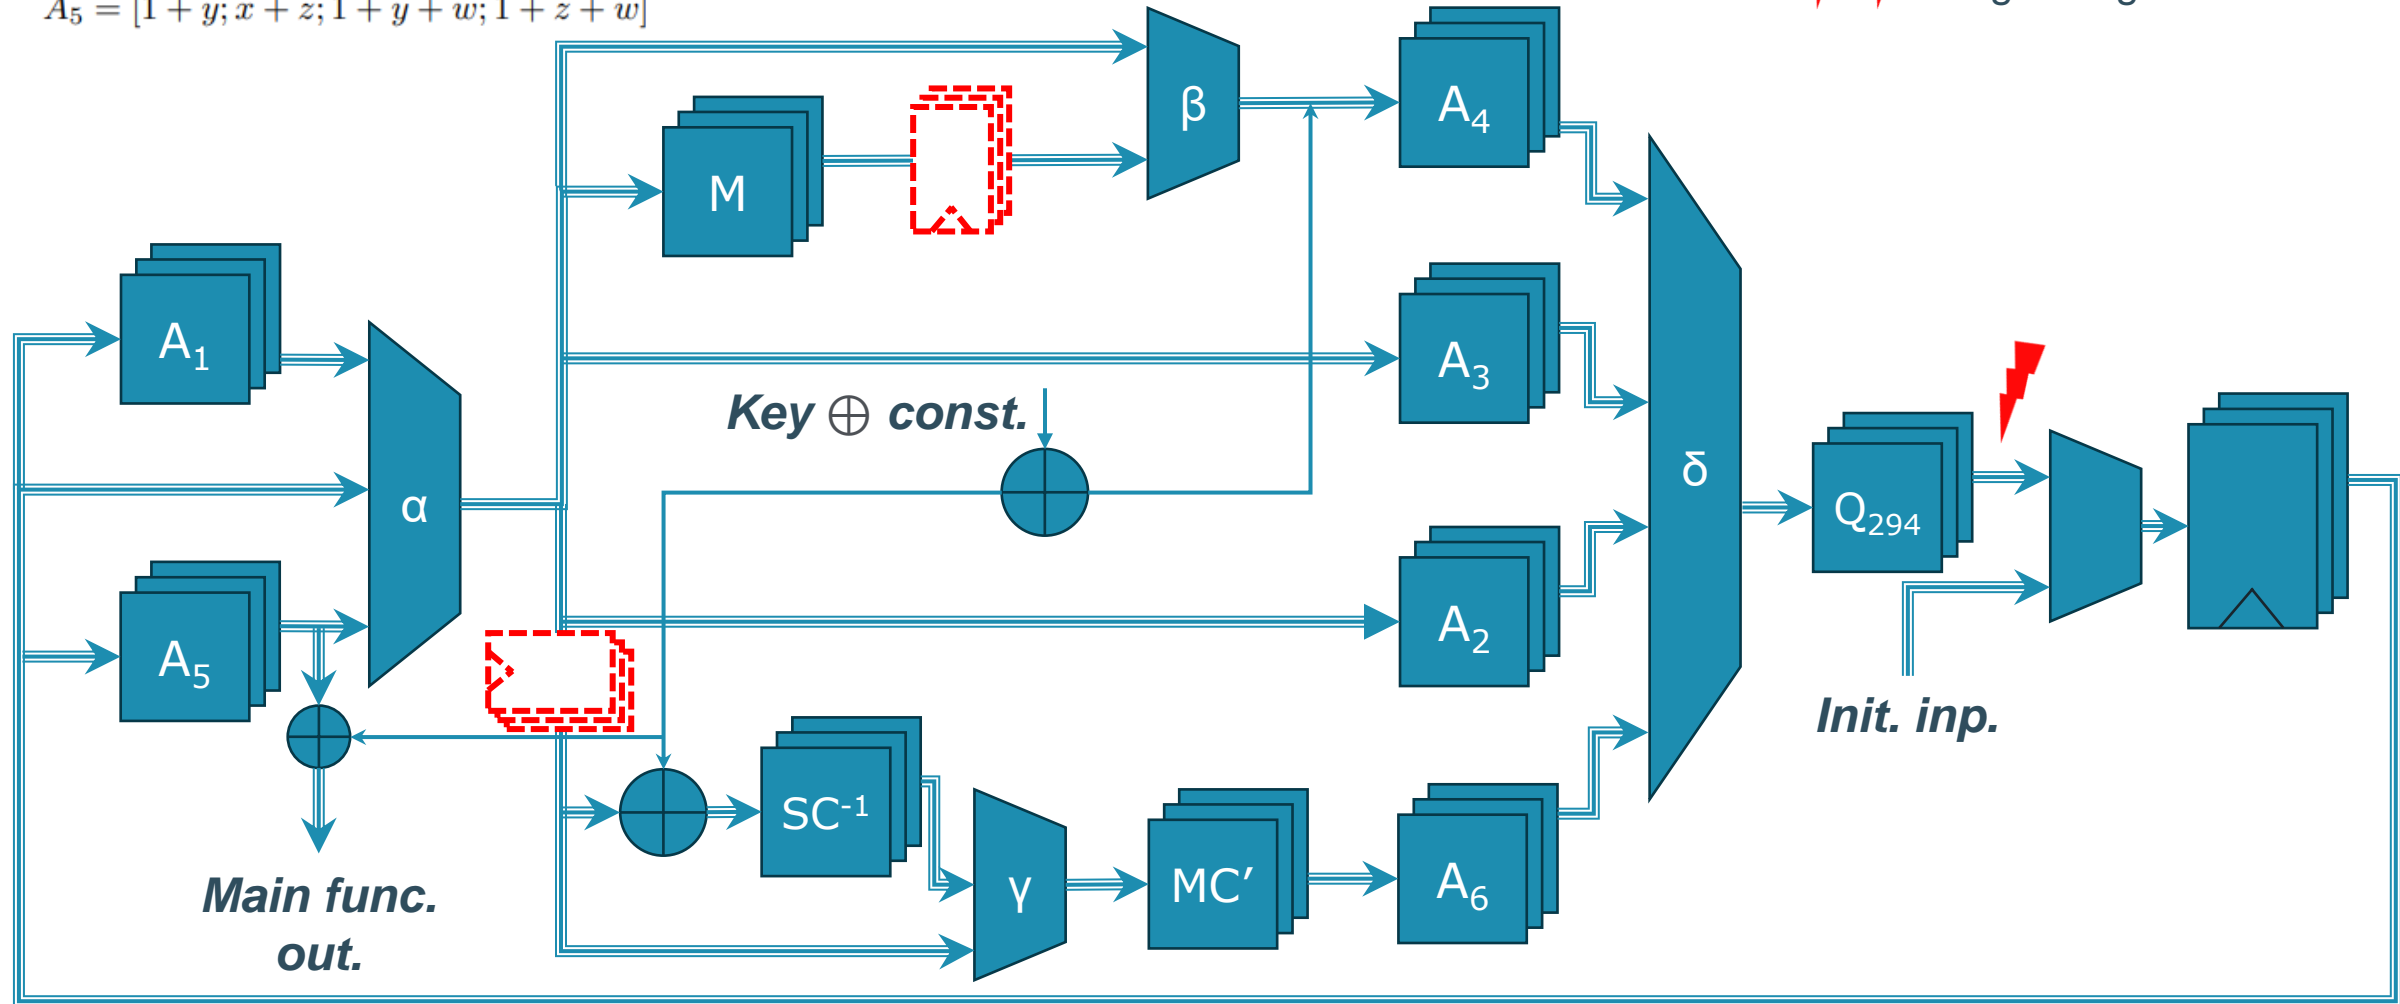 A₅ = [1 + y; x + z; 1 + y + w; 1 + z + w]
β
A₄
M
A₁
A₃
α
Key ⊕ const.
δ
Q₂₉₄
A₂
A₅
Init. inp.
SC⁻¹
γ
MC′
A₆
Main func.
out.